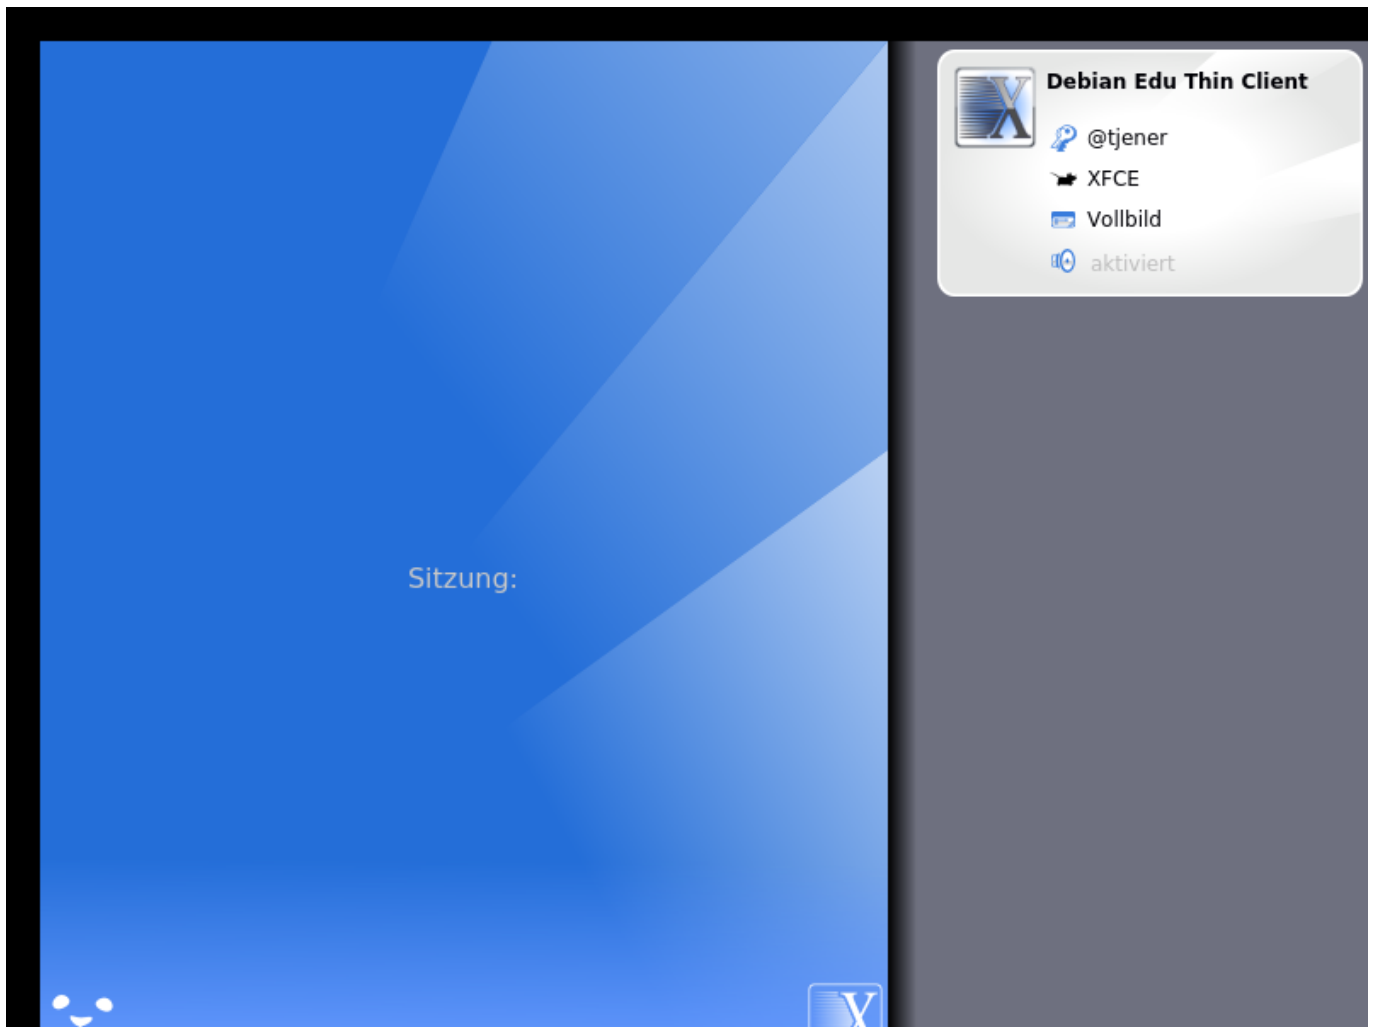 Debian Edu Thin Client
@tjener
XFCE
Vollbild
aktiviert
Sitzung:
X
X